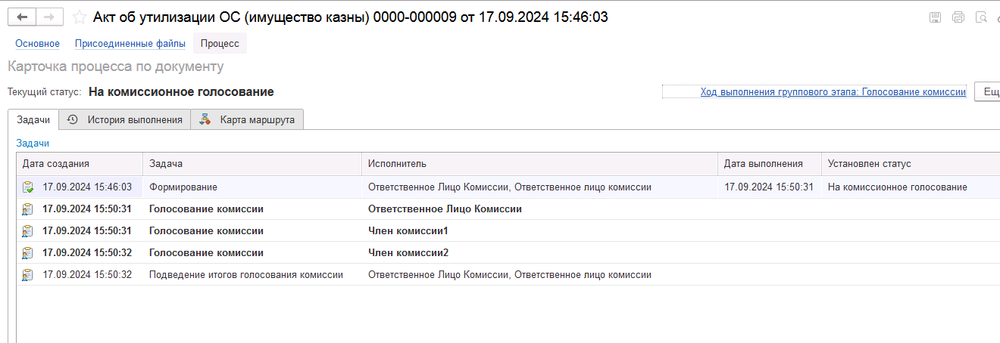 Акт об утилизации ОС (имущество казны) 0000-000009 от 17.09.2024 15:46:03
Основное Присоединенные файлы Процесс
Карточка процесса по документу
Текущий статус: На комиссионное голосование Ход выполнения группового этапа: Голосование комиссии Ещ
Задачи История выполнения Карта маршрута
Задачи
Дата создания Задача Исполнитель Дата выполнения Установлен статус
17.09.2024 15:46:03 Формирование Ответственное Лицо Комиссии, Ответственное лицо комиссии 17.09.2024 15:50:31 На комиссионное голосование
17.09.2024 15:50:31 Голосование комиссии Ответственное Лицо Комиссии
17.09.2024 15:50:31 Голосование комиссии Член комиссии1
17.09.2024 15:50:32 Голосование комиссии Член комиссии2
17.09.2024 15:50:32 Подведение итогов голосования комиссии Ответственное Лицо Комиссии, Ответственное лицо комиссии